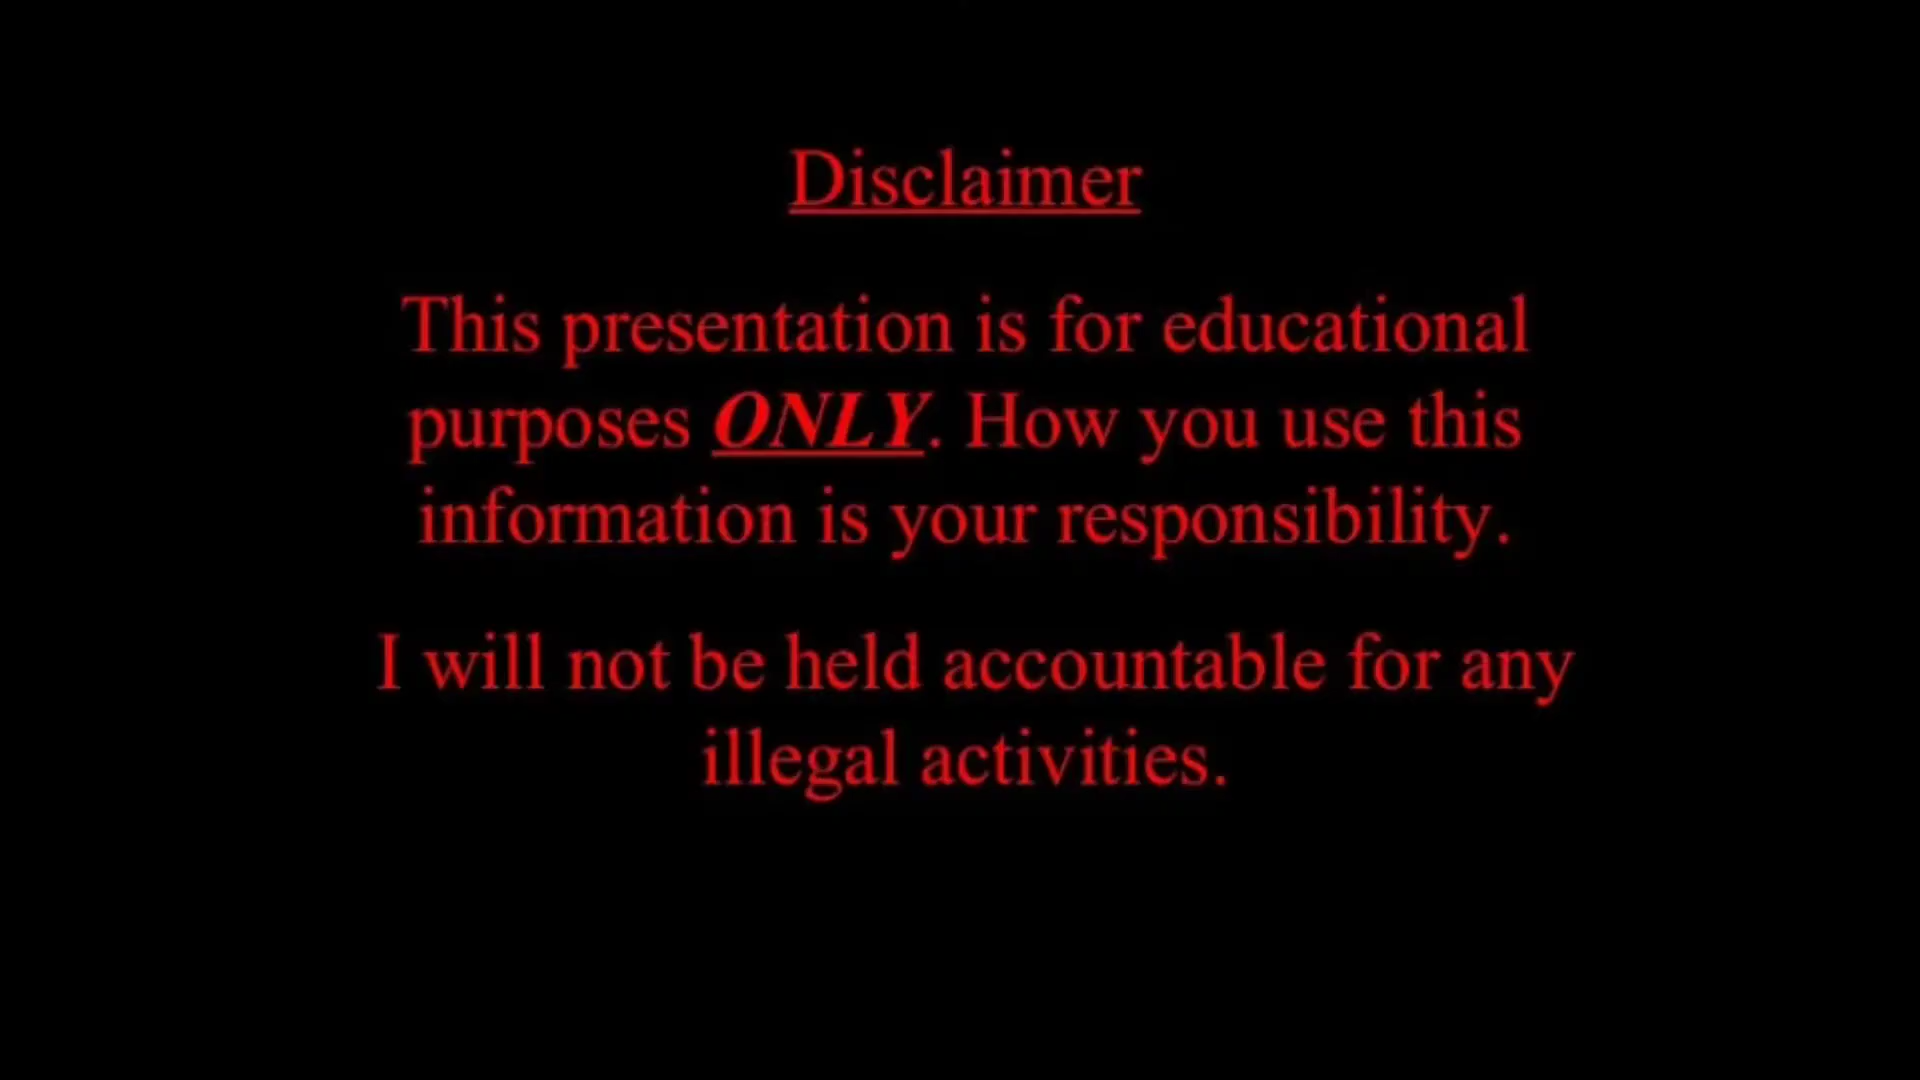 Disclaimer
This presentation is for educational
purposes ONLY. How you use this
information is your responsibility.
I will not be held accountable for any
illegal activities.